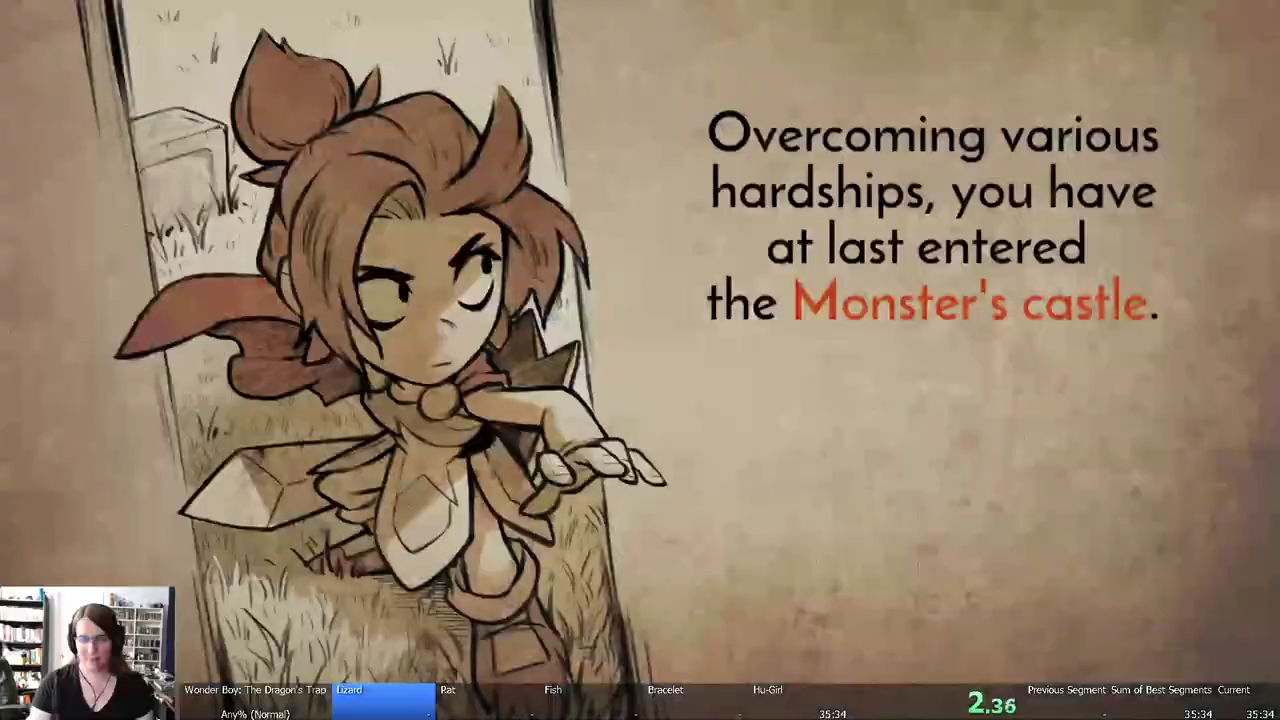 Overcoming various
hardships, you have
at last entered
the Monster's castle.
Wonder Boy: The Dragon's Trap Lizard Rat Fish Bracelet Hu-Girl 2.36 Previous Segment Sum of Best Segments Current
Any% (Normal) - - - - - 35:34 - 35:34 35:34